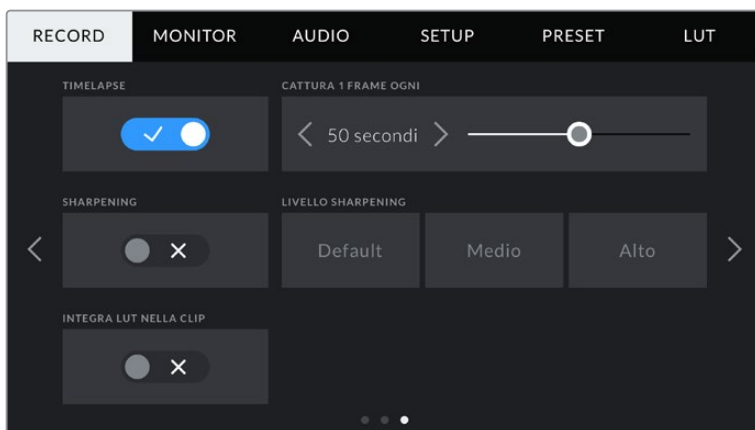 RECORD MONITOR AUDIO SETUP PRESET LUT
TIMELAPSE CATTURA 1 FRAME OGNI
50 secondi
SHARPENING LIVELLO SHARPENING
Default Medio Alto
INTEGRA LUT NELLA CLIP